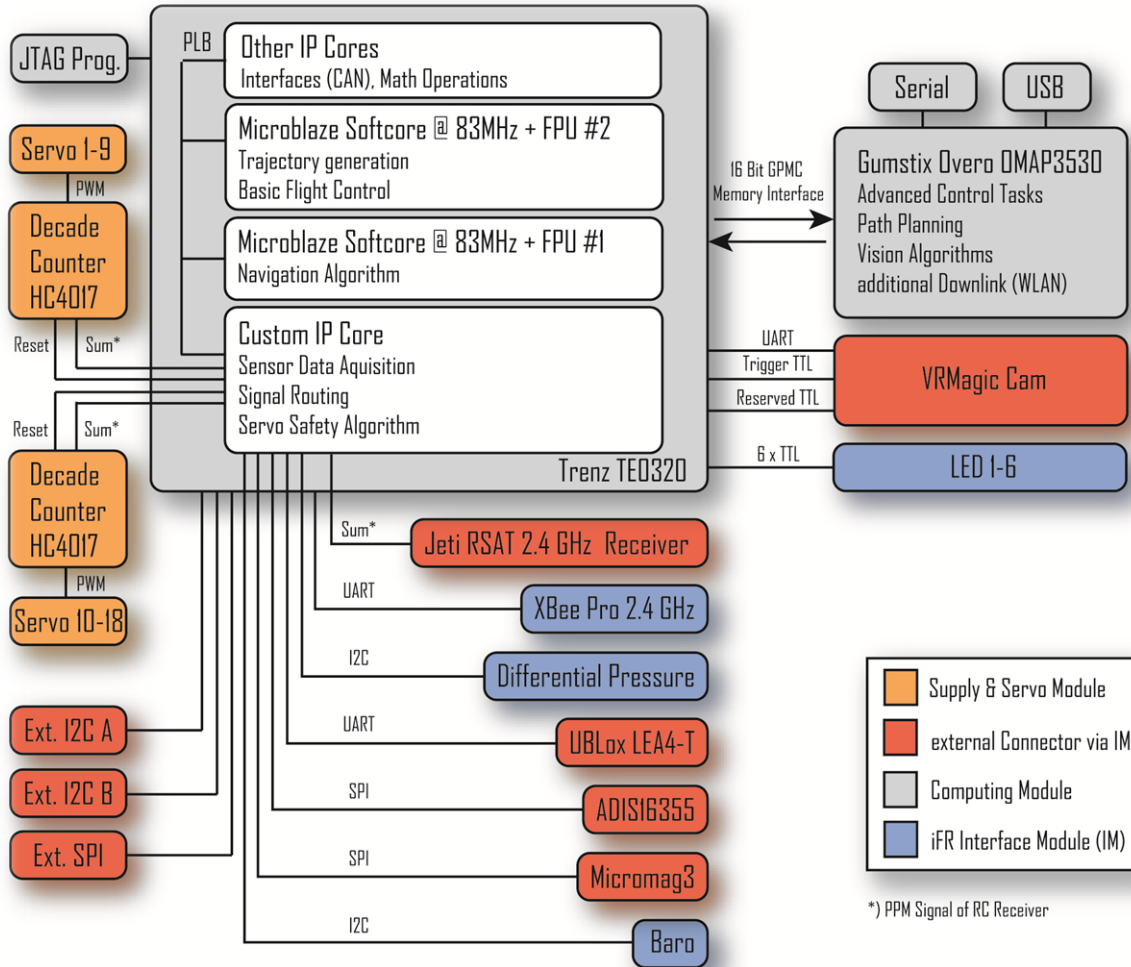 JTAG Prog.
PLB
Other IP Cores
Interfaces (CAN), Math Operations
Microblaze Softcore @ 83MHz + FPU #2
Trajectory generation
Basic Flight Control
Microblaze Softcore @ 83MHz + FPU #1
Navigation Algorithm
Custom IP Core
Sensor Data Aquisition
Signal Routing
Servo Safety Algorithm
Trenz TE0320
Servo 1-9
PWM
Decade
Counter
HC4017
Reset
Sum*
Reset
Sum*
Decade
Counter
HC4017
PWM
Servo 10-18
Ext. I2C A
Ext. I2C B
Ext. SPI
Serial
USB
16 Bit GPMC
Memory Interface
Gumstix Overo OMAP3530
Advanced Control Tasks
Path Planning
Vision Algorithms
additional Downlink (WLAN)
UART
Trigger TTL
Reserved TTL
VRMagic Cam
6 x TTL
LED 1-6
Sum*
Jeti RSAT 2.4 GHz Receiver
UART
XBee Pro 2.4 GHz
I2C
Differential Pressure
UART
UBLox LEA4-T
SPI
ADIS16355
SPI
Micromag3
I2C
Baro
Supply & Servo Module
external Connector via IM
Computing Module
iFR Interface Module (IM)
*) PPM Signal of RC Receiver